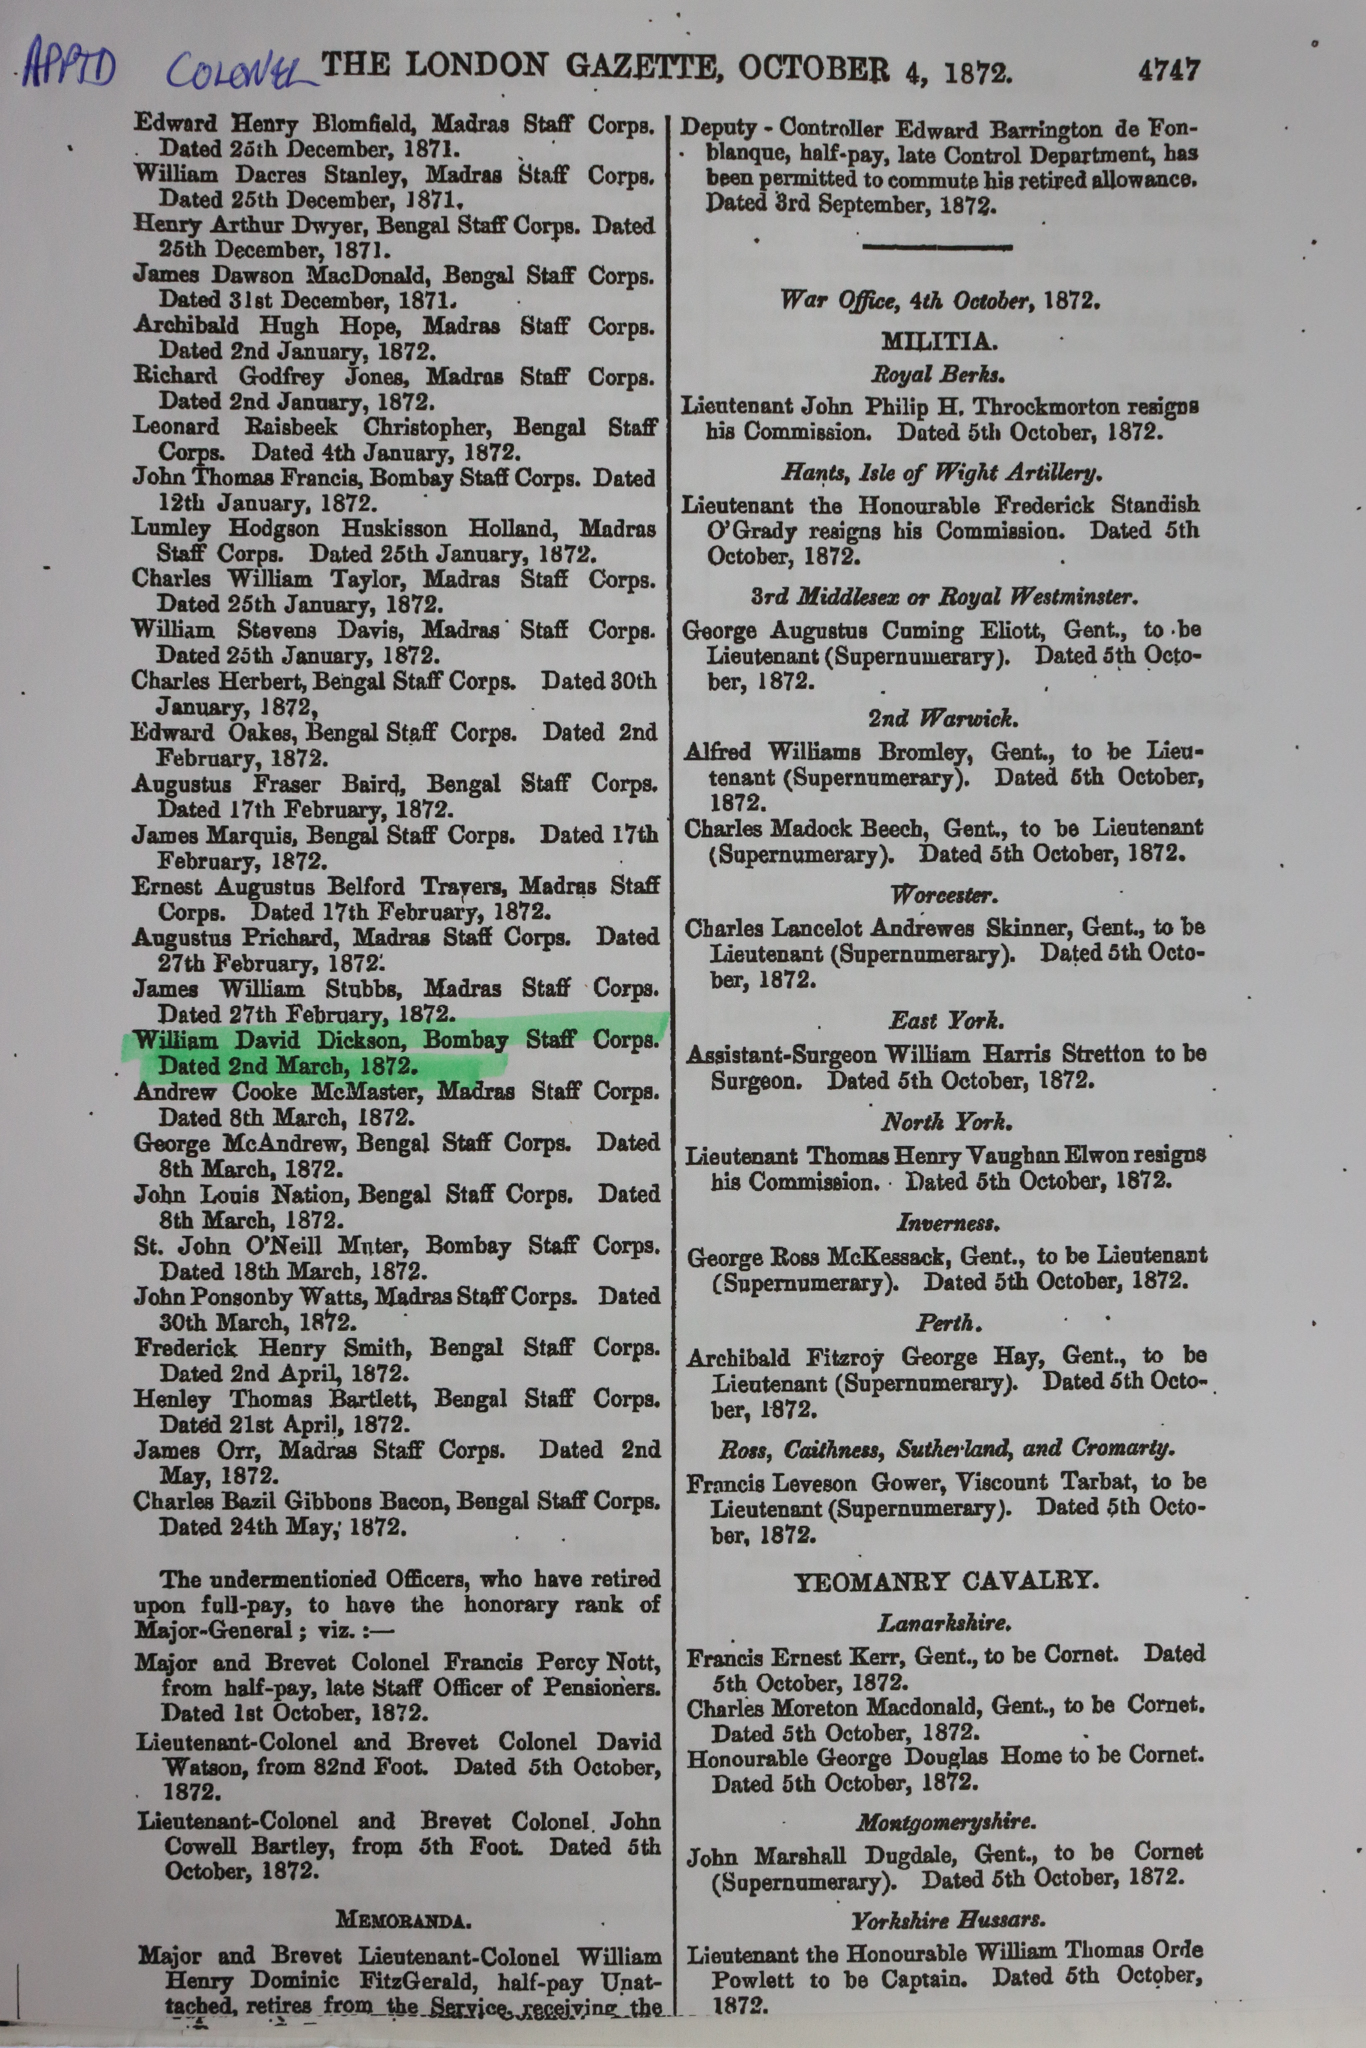 APPTD COLONEL THE LONDON GAZETTE, OCTOBER 4, 1872. 4747
Edward Henry Blomfield, Madras Staff Corps.
Dated 25th December, 1871.
William Dacres Stanley, Madras Staff Corps.
Dated 25th December, 1871.
Henry Arthur Dwyer, Bengal Staff Corps. Dated
25th December, 1871.
James Dawson MacDonald, Bengal Staff Corps.
Dated 31st December, 1871.
Archibald Hugh Hope, Madras Staff Corps.
Dated 2nd January, 1872.
Richard Godfrey Jones, Madras Staff Corps.
Dated 2nd January, 1872.
Leonard Raisbeek Christopher, Bengal Staff
Corps. Dated 4th January, 1872.
John Thomas Francis, Bombay Staff Corps. Dated
12th January, 1872.
Lumley Hodgson Huskisson Holland, Madras
Staff Corps. Dated 25th January, 1872.
Charles William Taylor, Madras Staff Corps.
Dated 25th January, 1872.
William Stevens Davis, Madras Staff Corps.
Dated 25th January, 1872.
Charles Herbert, Bengal Staff Corps. Dated 30th
January, 1872,
Edward Oakes, Bengal Staff Corps. Dated 2nd
February, 1872.
Augustus Fraser Baird, Bengal Staff Corps.
Dated 17th February, 1872.
James Marquis, Bengal Staff Corps. Dated 17th
February, 1872.
Ernest Augustus Belford Travers, Madras Staff
Corps. Dated 17th February, 1872.
Augustus Prichard, Madras Staff Corps. Dated
27th February, 1872.
James William Stubbs, Madras Staff Corps.
Dated 27th February, 1872.
William David Dickson, Bombay Staff Corps.
Dated 2nd March, 1872.
Andrew Cooke McMaster, Madras Staff Corps.
Dated 8th March, 1872.
George McAndrew, Bengal Staff Corps. Dated
8th March, 1872.
John Louis Nation, Bengal Staff Corps. Dated
8th March, 1872.
St. John O'Neill Muter, Bombay Staff Corps.
Dated 18th March, 1872.
John Ponsonby Watts, Madras Staff Corps. Dated
30th March, 1872.
Frederick Henry Smith, Bengal Staff Corps.
Dated 2nd April, 1872.
Henley Thomas Bartlett, Bengal Staff Corps.
Dated 21st April, 1872.
James Orr, Madras Staff Corps. Dated 2nd
May, 1872.
Charles Bazil Gibbons Bacon, Bengal Staff Corps.
Dated 24th May, 1872.
The undermentioned Officers, who have retired
upon full-pay, to have the honorary rank of
Major-General; viz.:—
Major and Brevet Colonel Francis Percy Nott,
from half-pay, late Staff Officer of Pensioners.
Dated 1st October, 1872.
Lieutenant-Colonel and Brevet Colonel David
Watson, from 82nd Foot. Dated 5th October,
1872.
Lieutenant-Colonel and Brevet Colonel John
Cowell Bartley, from 5th Foot. Dated 5th
October, 1872.
MEMORANDA.
Major and Brevet Lieutenant-Colonel William
Henry Dominic FitzGerald, half-pay Unat-
tached, retires from the Service, receiving the
Deputy-Controller Edward Barrington de Fon-
blanque, half-pay, late Control Department, has
been permitted to commute his retired allowance.
Dated 3rd September, 1872.
War Office, 4th October, 1872.
MILITIA.
Royal Berks.
Lieutenant John Philip H. Throckmorton resigns
his Commission. Dated 5th October, 1872.
Hants, Isle of Wight Artillery.
Lieutenant the Honourable Frederick Standish
O'Grady resigns his Commission. Dated 5th
October, 1872.
3rd Middlesex or Royal Westminster.
George Augustus Cuming Eliott, Gent., to be
Lieutenant (Supernumerary). Dated 5th Octo-
ber, 1872.
2nd Warwick.
Alfred Williams Bromley, Gent., to be Lieu-
tenant (Supernumerary). Dated 5th October,
1872.
Charles Madock Beech, Gent., to be Lieutenant
(Supernumerary). Dated 5th October, 1872.
Worcester.
Charles Lancelot Andrewes Skinner, Gent., to be
Lieutenant (Supernumerary). Dated 5th Octo-
ber, 1872.
East York.
Assistant-Surgeon William Harris Stretton to be
Surgeon. Dated 5th October, 1872.
North York.
Lieutenant Thomas Henry Vaughan Elwon resigns
his Commission. Dated 5th October, 1872.
Inverness.
George Ross McKessack, Gent., to be Lieutenant
(Supernumerary). Dated 5th October, 1872.
Perth.
Archibald Fitzroy George Hay, Gent., to be
Lieutenant (Supernumerary). Dated 5th Octo-
ber, 1872.
Ross, Caithness, Sutherland, and Cromarty.
Francis Leveson Gower, Viscount Tarbat, to be
Lieutenant (Supernumerary). Dated 5th Octo-
ber, 1872.
YEOMANRY CAVALRY.
Lanarkshire.
Francis Ernest Kerr, Gent., to be Cornet. Dated
5th October, 1872.
Charles Moreton Macdonald, Gent., to be Cornet.
Dated 5th October, 1872.
Honourable George Douglas Home to be Cornet.
Dated 5th October, 1872.
Montgomeryshire.
John Marshall Dugdale, Gent., to be Cornet
(Supernumerary). Dated 5th October, 1872.
Yorkshire Hussars.
Lieutenant the Honourable William Thomas Orde
Powlett to be Captain. Dated 5th October,
1872.